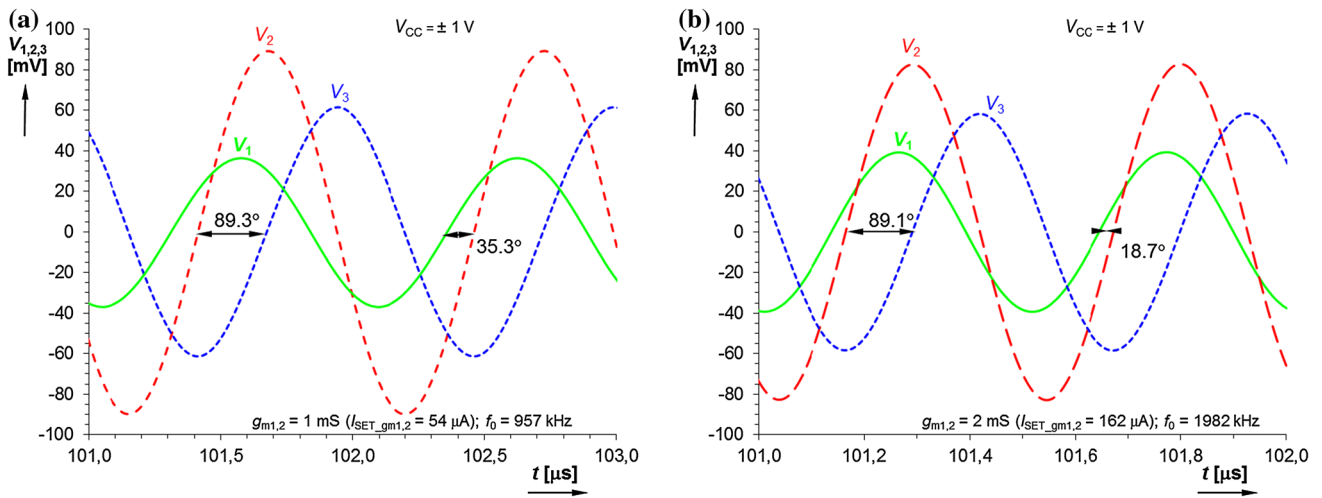 (a)
V1,2,3
[mV]
100
80
60
40
20
0
-20
-40
-60
-80
-100
VCC = ± 1 V
V2
V3
V1
89.3º
35.3º
gm1,2 = 1 mS (ISET_gm1,2 = 54 µA); f0 = 957 kHz
101,0
101,5
102,0
102,5
103,0
t [µs]
(b)
V1,2,3
[mV]
100
80
60
40
20
0
-20
-40
-60
-80
-100
VCC = ± 1 V
V2
V3
V1
89.1º
18.7º
gm1,2 = 2 mS (ISET_gm1,2 = 162 µA); f0 = 1982 kHz
101,0
101,2
101,4
101,6
101,8
102,0
t [µs]